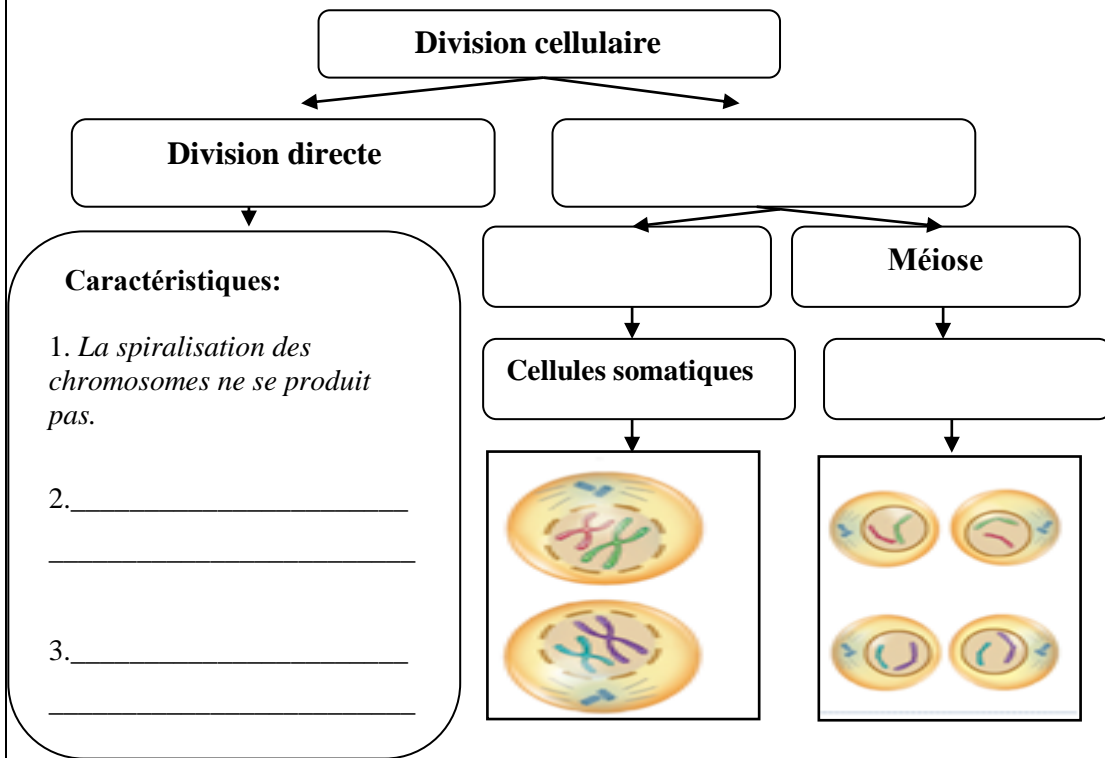 Division cellulaire
Division directe
Méiose
Caractéristiques:
1. La spiralisation des
chromosomes ne se produit
pas.
Cellules somatiques
2.
3.